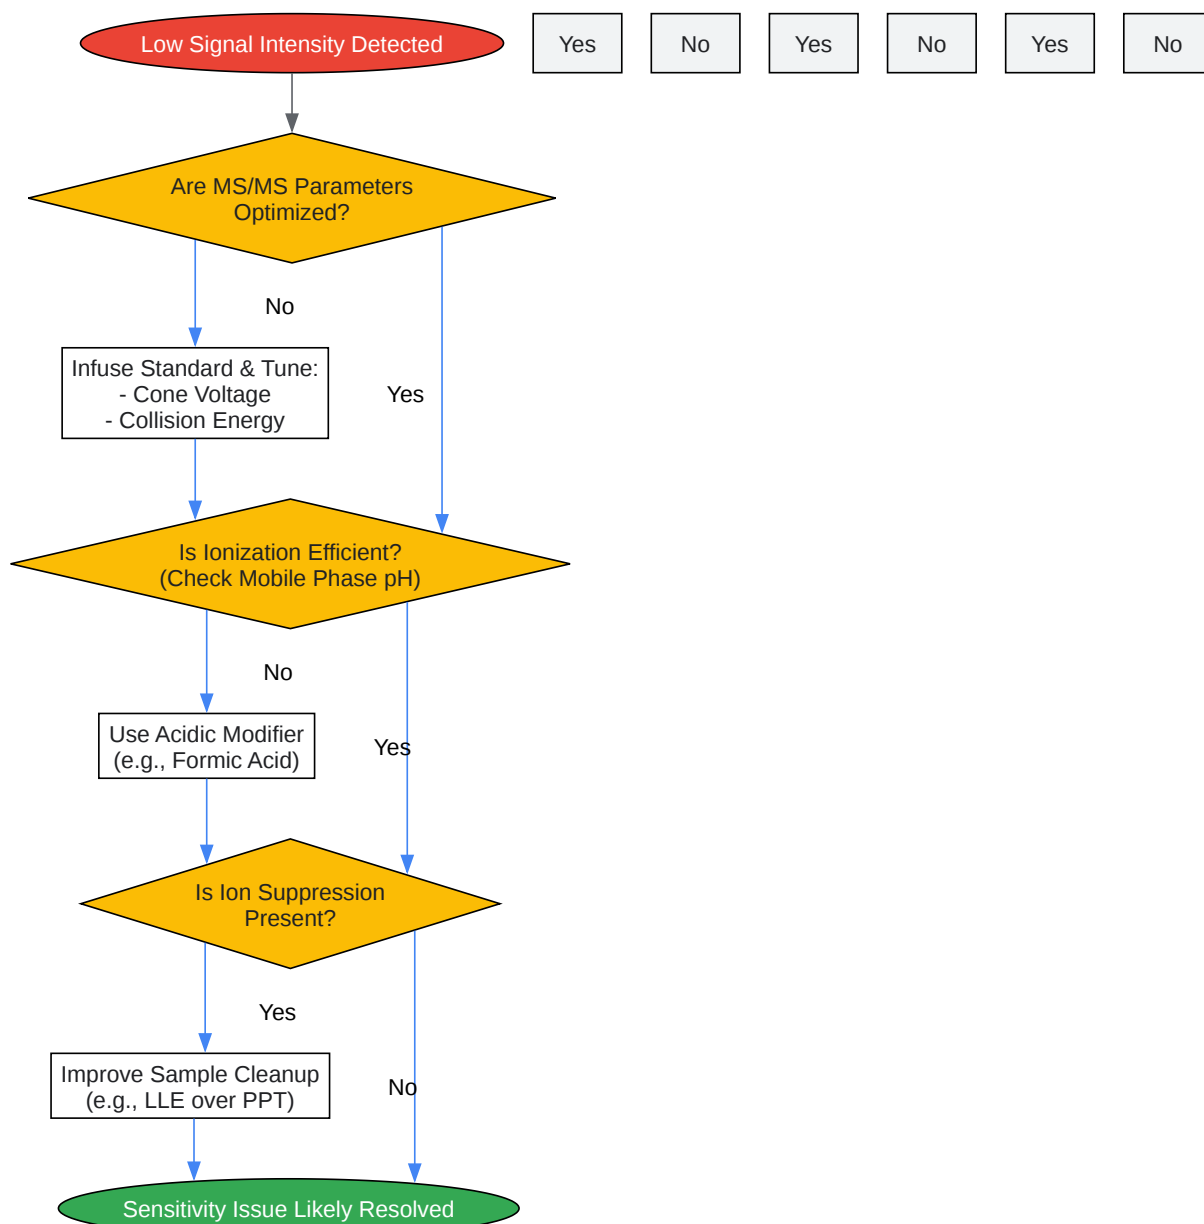 Low Signal Intensity Detected
Yes
No
Yes
No
Yes
No
Are MS/MS Parameters
Optimized?
No
Infuse Standard & Tune:
- Cone Voltage
- Collision Energy
Yes
Is Ionization Efficient?
(Check Mobile Phase pH)
No
Use Acidic Modifier
(e.g., Formic Acid)
Yes
Is Ion Suppression
Present?
Yes
Improve Sample Cleanup
(e.g., LLE over PPT)
No
Sensitivity Issue Likely Resolved